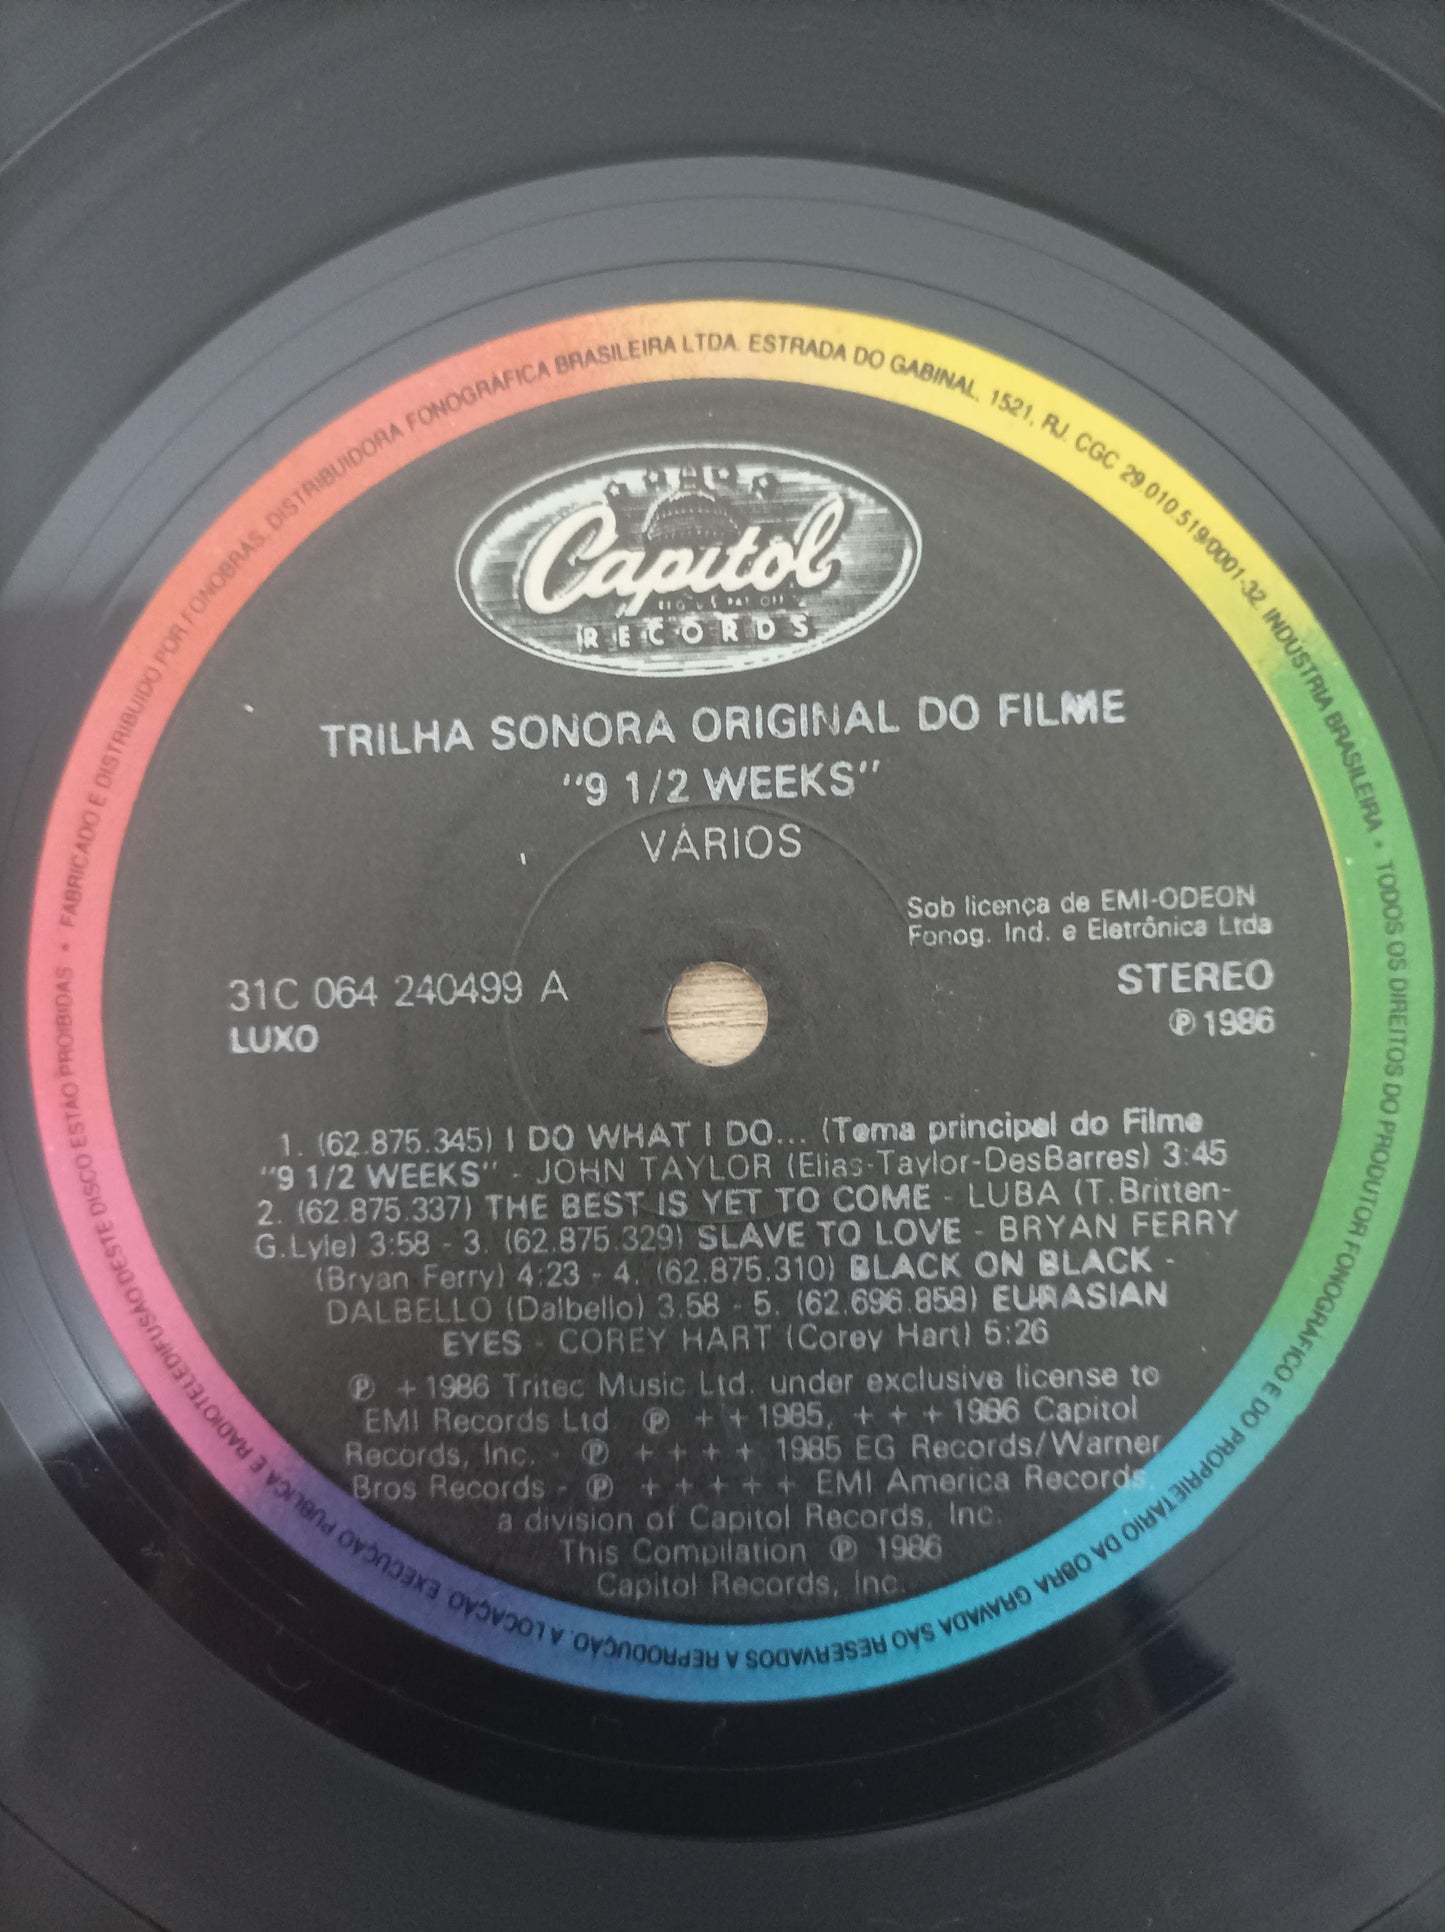 Capitol
RECORDS
TRILHA SONORA ORIGINAL DO FILME
"9 1/2 WEEKS"
VÁRIOS
Sob licença de EMI-ODEON
Fonog. Ind. e Eletrônica Ltda
31C 064 240499 A
STEREO
LUXO
℗ 1986
1. (62.875.345) I DO WHAT I DO... (Tema principal do Filme
"9 1/2 WEEKS" - JOHN TAYLOR (Elias-Taylor-DesBarres) 3:45
2. (62.875.337) THE BEST IS YET TO COME - LUBA (T. Britten-
G.Lyle) 3:58 - 3. (62.875.329) SLAVE TO LOVE - BRYAN FERRY
(Bryan Ferry) 4:23 - 4. (62.875.310) BLACK ON BLACK -
DALBELLO (Dalbello) 3.58 - 5. (62.696.858) EURASIAN
EYES - COREY HART (Corey Hart) 5:26
℗ + 1986 Tritec Music Ltd. under exclusive license to
EMI Records Ltd ℗ + + 1985, + + + 1986 Capitol
Records, Inc. - ℗ + + + + 1985 EG Records/Warner
Bros Records - ℗ + + + + + EMI America Records,
a division of Capitol Records, Inc.
This Compilation ℗ 1986
Capitol Records, Inc.
FABRICADO E DISTRIBUIDO POR FONOBRAS. DISTRIBUIDORA FONOGRÁFICA BRASILEIRA LTDA. ESTRADA DO GABINAL, 1521, RJ. CGC 29.010.519/0001-32. INDUSTRIA BRASILEIRA • TODOS OS DIREITOS DO PRODUTOR FONOGRÁFICO E DO PROPRIETARIO DA OBRA GRAVADA SÃO RESERVADOS A REPRODUÇÃO. A LOCAÇÃO. EXECUÇÃO PUBLICA E RADIOTELEDIFUSÃO DESTE DISCO ESTÃO PROIBIDAS •